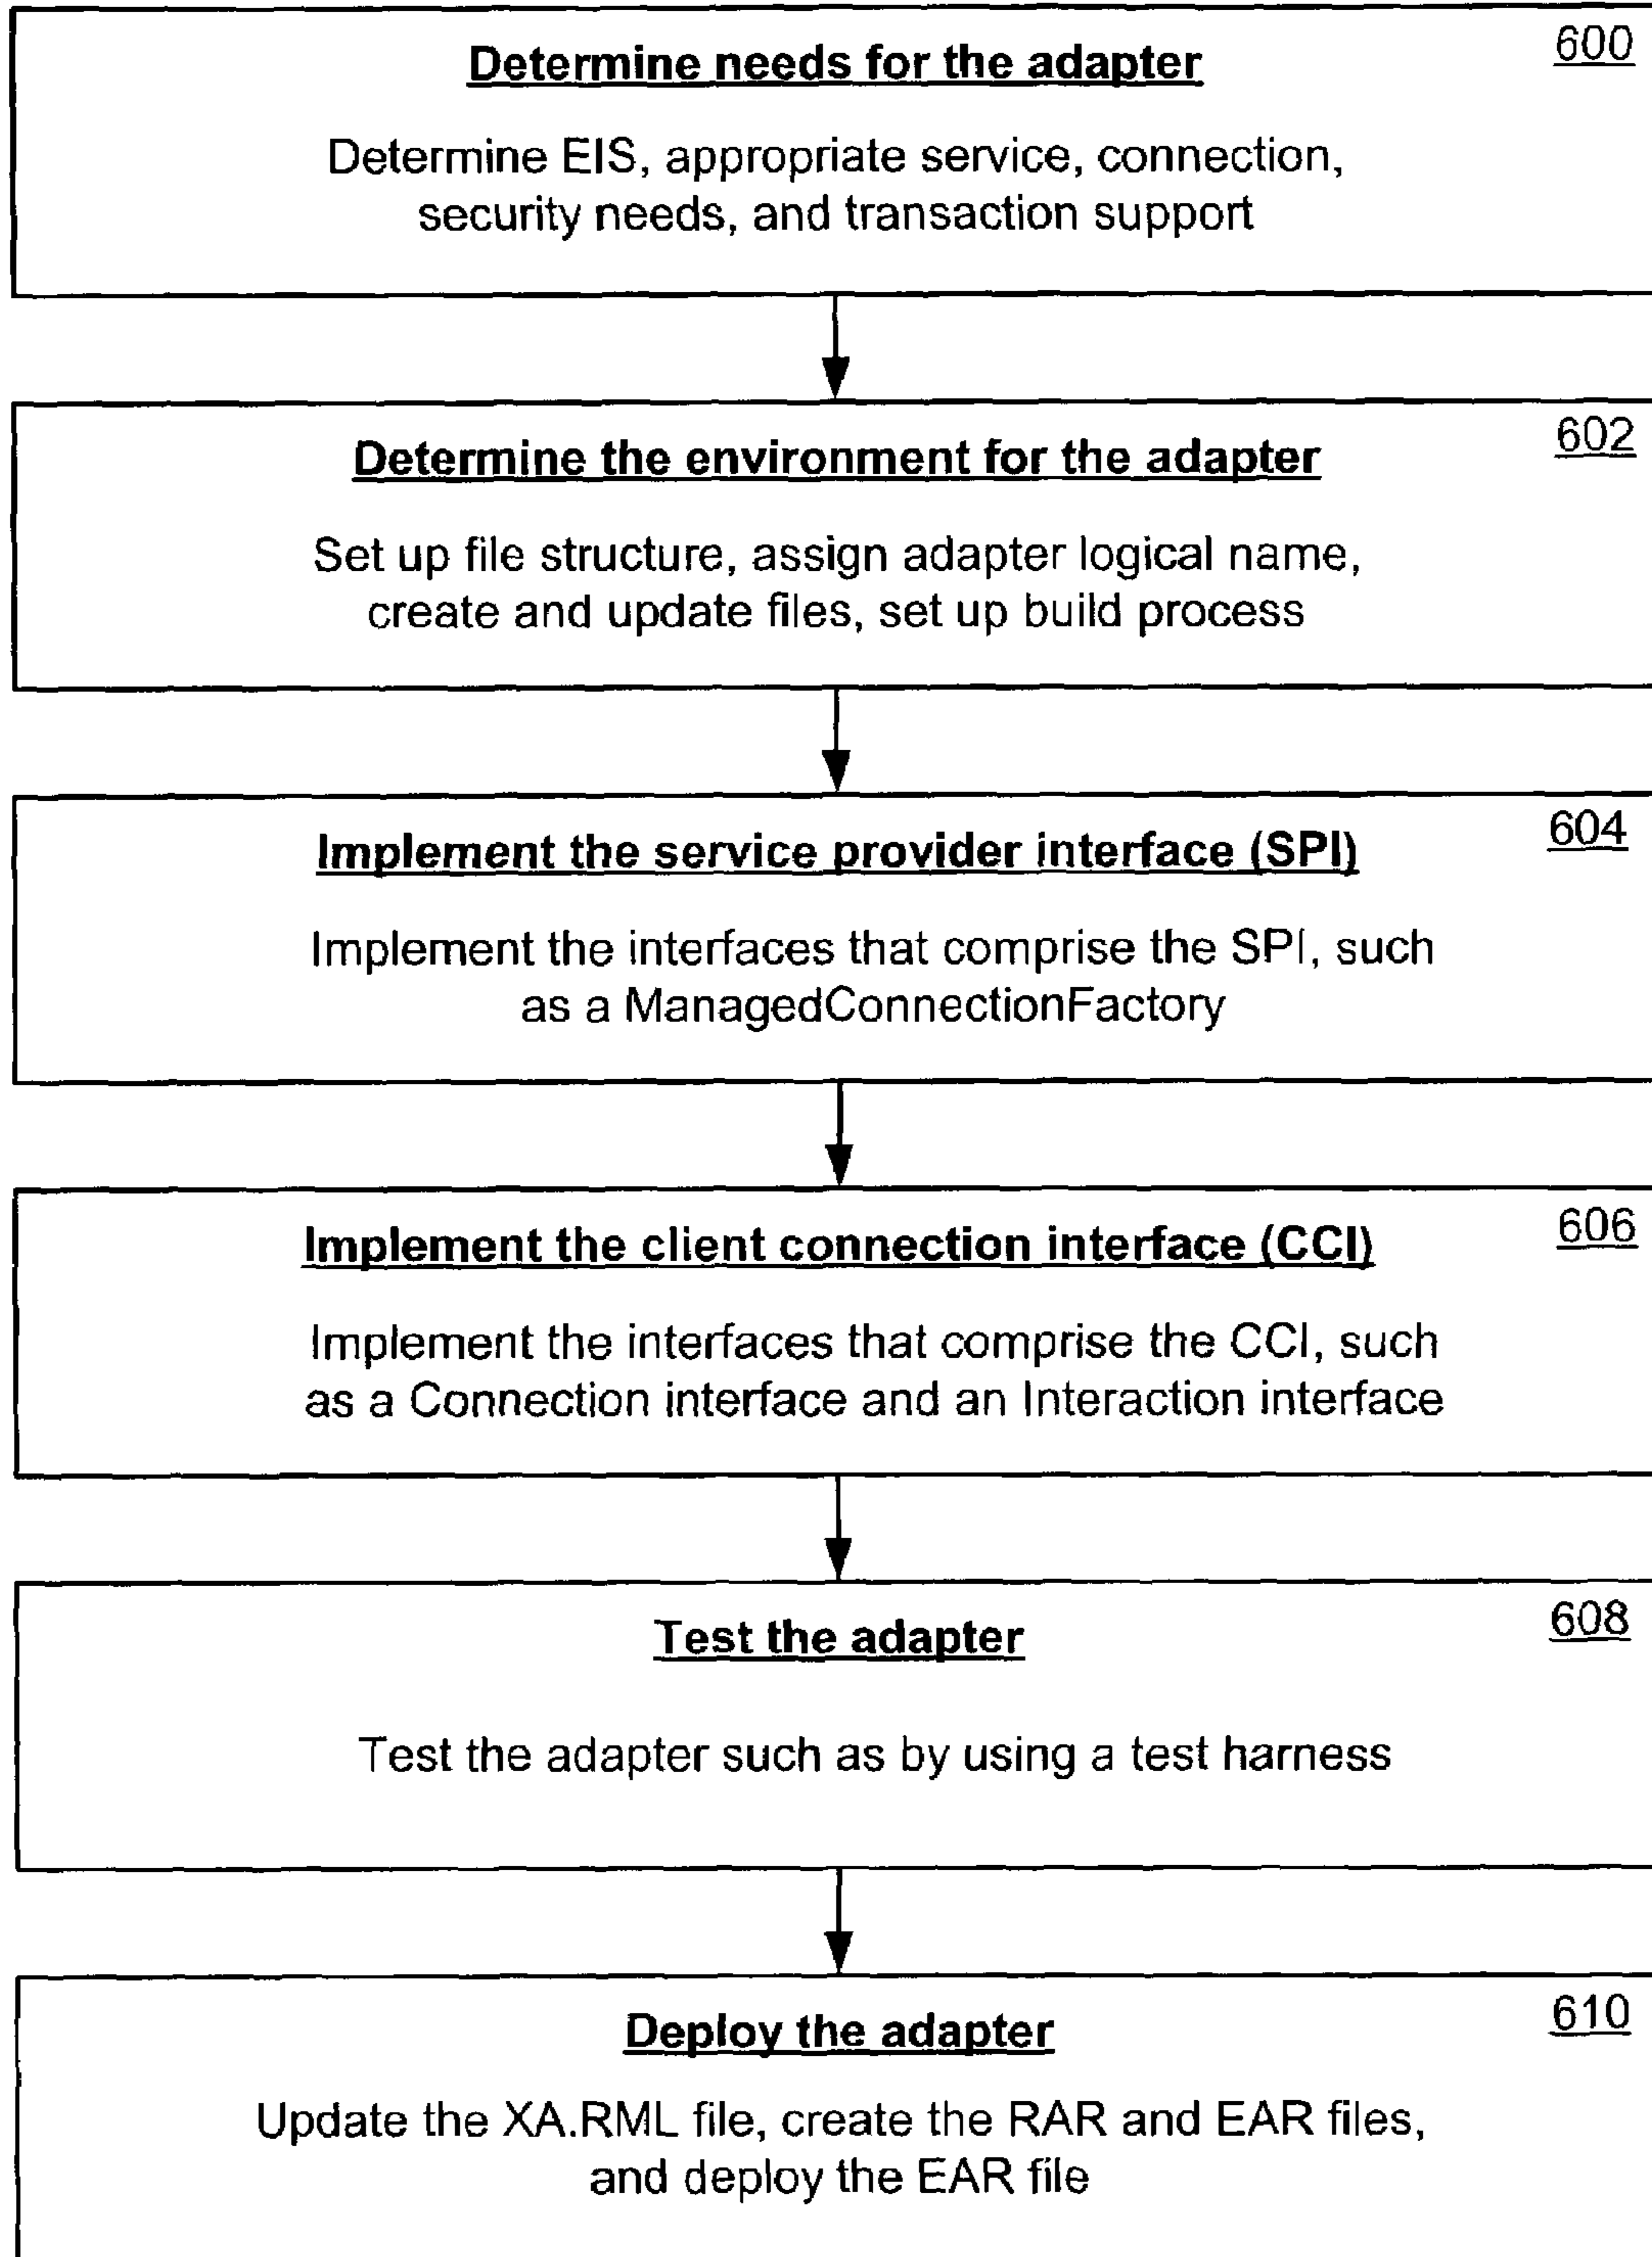 Determine needs for the adapter
600
Determine EIS, appropriate service, connection,
security needs, and transaction support
Determine the environment for the adapter
602
Set up file structure, assign adapter logical name,
create and update files, set up build process
Implement the service provider interface (SPI)
604
Implement the interfaces that comprise the SPI, such
as a ManagedConnectionFactory
Implement the client connection interface (CCI)
606
Implement the interfaces that comprise the CCI, such
as a Connection interface and an Interaction interface
Test the adapter
608
Test the adapter such as by using a test harness
Deploy the adapter
610
Update the XA.RML file, create the RAR and EAR files,
and deploy the EAR file